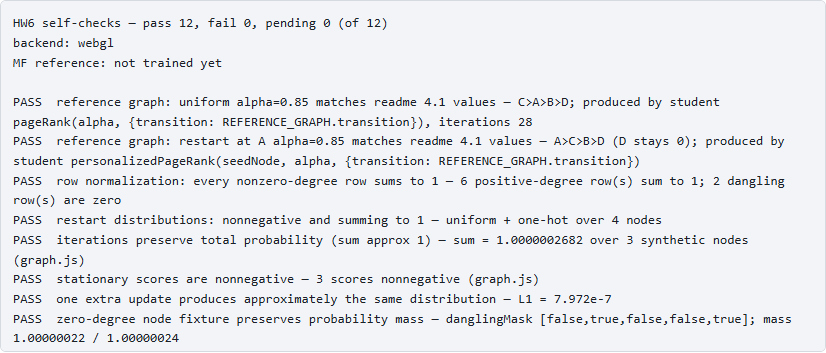 HW6 self-checks — pass 12, fail 0, pending 0 (of 12)
backend: webgl
MF reference: not trained yet
PASS  reference graph: uniform alpha=0.85 matches readme 4.1 values — C>A>B>D; produced by student
pageRank(alpha, {transition: REFERENCE_GRAPH.transition}), iterations 28
PASS  reference graph: restart at A alpha=0.85 matches readme 4.1 values — A>C>B>D (D stays 0); produced by
student personalizedPageRank(seedNode, alpha, {transition: REFERENCE_GRAPH.transition})
PASS  row normalization: every nonzero-degree row sums to 1 — 6 positive-degree row(s) sum to 1; 2 dangling
row(s) are zero
PASS  restart distributions: nonnegative and summing to 1 — uniform + one-hot over 4 nodes
PASS  iterations preserve total probability (sum approx 1) — sum = 1.0000002682 over 3 synthetic nodes
(graph.js)
PASS  stationary scores are nonnegative — 3 scores nonnegative (graph.js)
PASS  one extra update produces approximately the same distribution — L1 = 7.972e-7
PASS  zero-degree node fixture preserves probability mass — danglingMask [false,true,false,false,true]; mass
1.00000022 / 1.00000024